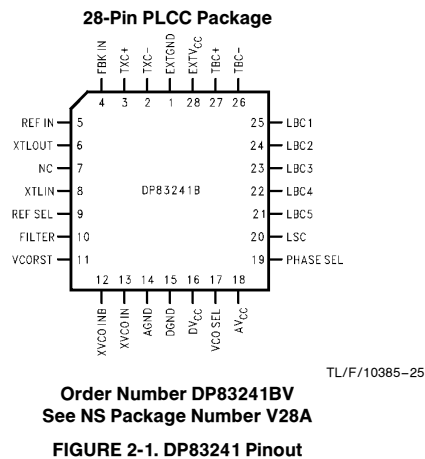 28-Pin PLCC Package
FBK IN TXC+ TXC- EXTGND EXTVCC TBC+ TBC-
4 3 2 1 28 27 26
REF IN 5 25 LBC1
XTLOUT 6 24 LBC2
NC 7 23 LBC3
XTLIN 8 DP83241B 22 LBC4
REF SEL 9 21 LBC5
FILTER 10 20 LSC
VCORST 11 19 PHASE SEL
12 13 14 15 16 17 18
XVCO INB XVCO IN AGND DGND DVCC VCO SEL AVCC
TL/F/10385–25
Order Number DP83241BV
See NS Package Number V28A
FIGURE 2-1. DP83241 Pinout